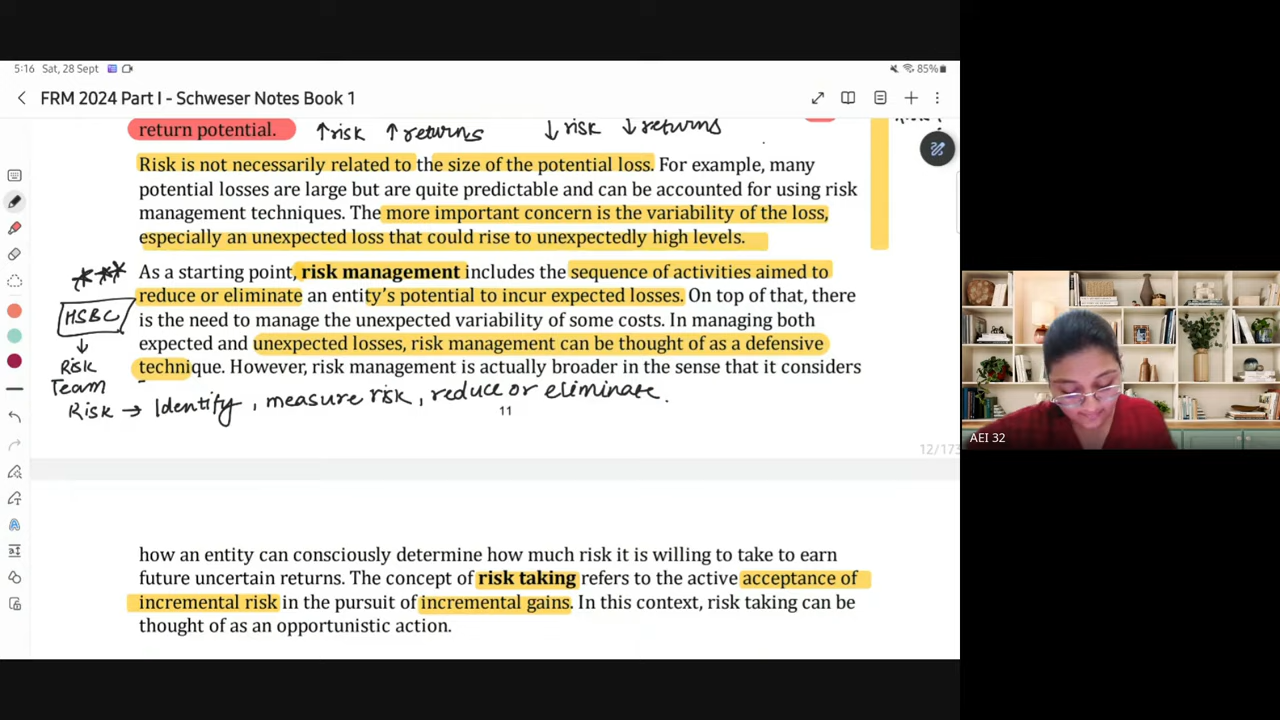 5:16 Sat, 28 Sept 85%
FRM 2024 Part I - Schweser Notes Book 1
return potential. ↑risk ↑returns ↓risk ↓returns
Risk is not necessarily related to the size of the potential loss. For example, many
potential losses are large but are quite predictable and can be accounted for using risk
management techniques. The more important concern is the variability of the loss,
especially an unexpected loss that could rise to unexpectedly high levels.
As a starting point, risk management includes the sequence of activities aimed to
reduce or eliminate an entity's potential to incur expected losses. On top of that, there
HSBC
is the need to manage the unexpected variability of some costs. In managing both
expected and unexpected losses, risk management can be thought of as a defensive
Risk
technique. However, risk management is actually broader in the sense that it considers
Team
Risk → Identify, measure risk, reduce or eliminate.
11
AEI 32
12/173
how an entity can consciously determine how much risk it is willing to take to earn
future uncertain returns. The concept of risk taking refers to the active acceptance of
incremental risk in the pursuit of incremental gains. In this context, risk taking can be
thought of as an opportunistic action.